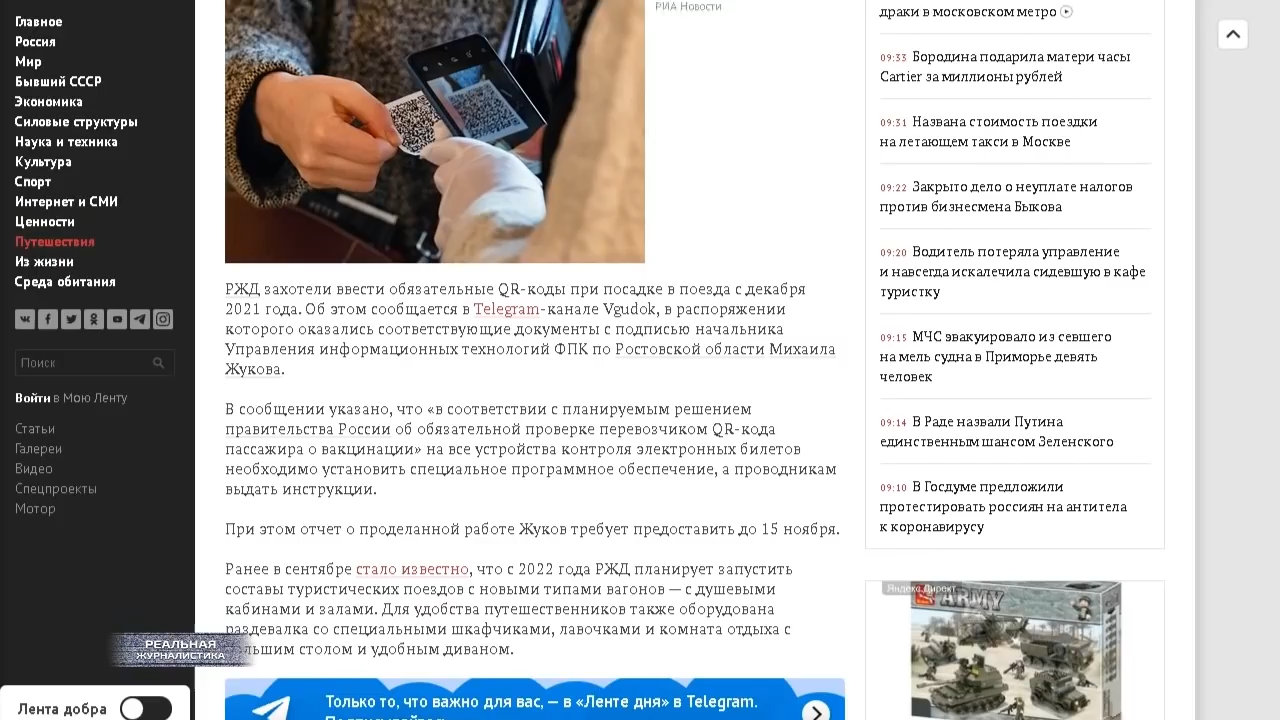 Главное
Россия
Мир
Бывший СССР
Экономика
Силовые структуры
Наука и техника
Культура
Спорт
Интернет и СМИ
Ценности
Путешествия
Из жизни
Среда обитания
Поиск
Войти в Мою Ленту
Статьи
Галереи
Видео
Спецпроекты
Мотор
Лента добра
РЕАЛЬНАЯ
ЖУРНАЛИСТИКА
РИА Новости
РЖД захотели ввести обязательные QR-коды при посадке в поезда с декабря
2021 года. Об этом сообщается в Telegram-канале Vgudok, в распоряжении
которого оказались соответствующие документы с подписью начальника
Управления информационных технологий ФПК по Ростовской области Михаила
Жукова.
В сообщении указано, что «в соответствии с планируемым решением
правительства России об обязательной проверке перевозчиком QR-кода
пассажира о вакцинации» на все устройства контроля электронных билетов
необходимо установить специальное программное обеспечение, а проводникам
выдать инструкции.
При этом отчет о проделанной работе Жуков требует предоставить до 15 ноября.
Ранее в сентябре стало известно, что с 2022 года РЖД планирует запустить
составы туристических поездов с новыми типами вагонов — с душевыми
кабинами и залами. Для удобства путешественников также оборудована
раздевалка со специальными шкафчиками, лавочками и комната отдыха с
льшим столом и удобным диваном.
Только то, что важно для вас, — в «Ленте дня» в Telegram.
драки в московском метро
09:33 Бородина подарила матери часы
Cartier за миллионы рублей
09:31 Названа стоимость поездки
на летающем такси в Москве
09:22 Закрыто дело о неуплате налогов
против бизнесмена Быкова
09:20 Водитель потеряла управление
и навсегда искалечила сидевшую в кафе
туристку
09:15 МЧС эвакуировало из севшего
на мель судна в Приморье девять
человек
09:14 В Раде назвали Путина
единственным шансом Зеленского
09:10 В Госдуме предложили
протестировать россиян на антитела
к коронавирусу
Яндекс.Директ
ARMY